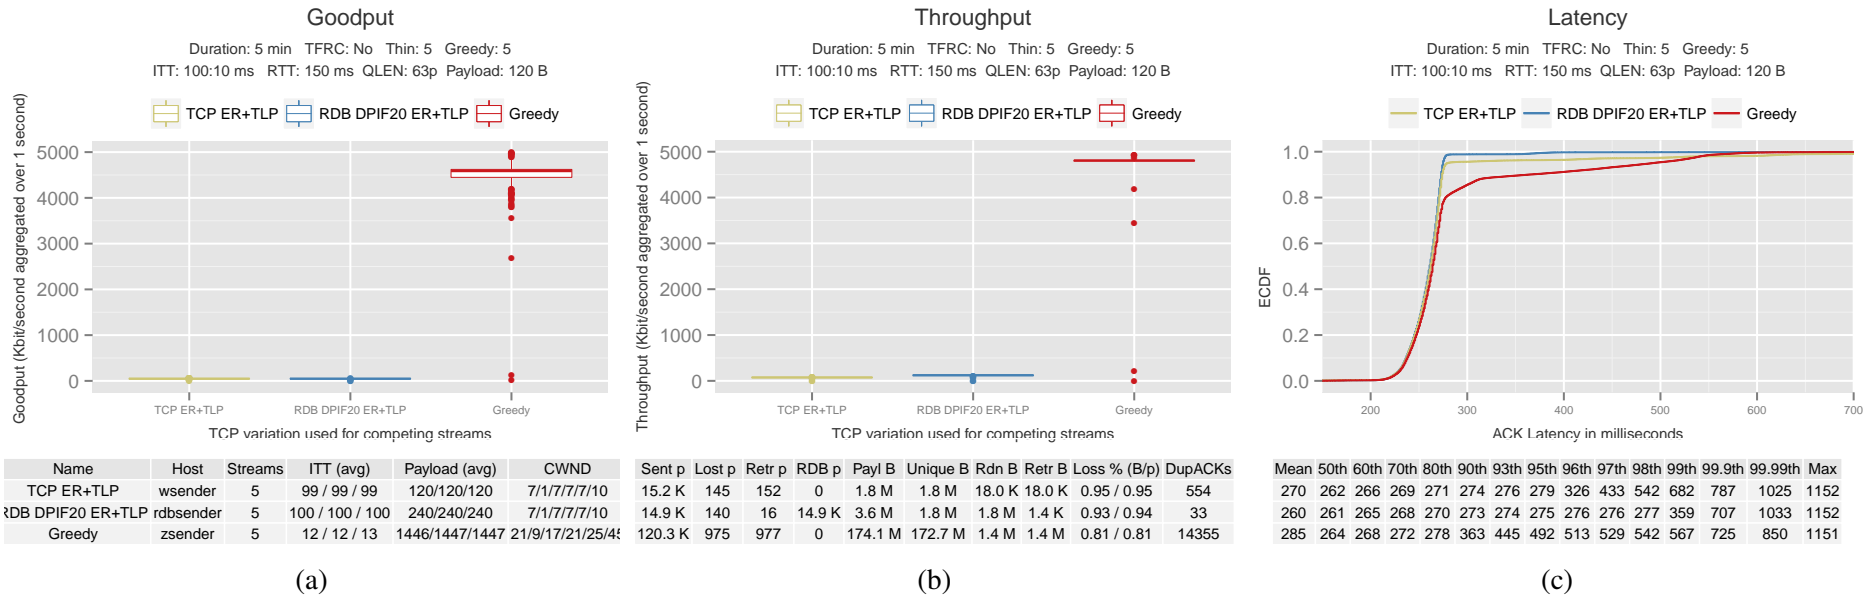 Goodput
Duration: 5 min TFRC: No Thin: 5 Greedy: 5
ITT: 100:10 ms RTT: 150 ms QLEN: 63p Payload: 120 B
TCP ER+TLP RDB DPIF20 ER+TLP Greedy
Goodput (Kbit/second aggregated over 1 second)
5000
4000
3000
2000
1000
0
TCP ER+TLP RDB DPIF20 ER+TLP Greedy
TCP variation used for competing streams
Name Host Streams ITT (avg) Payload (avg) CWND
TCP ER+TLP wsender 5 99 / 99 / 99 120/120/120 7/1/7/7/7/10
RDB DPIF20 ER+TLP rdbsender 5 100 / 100 / 100 240/240/240 7/1/7/7/7/10
Greedy zsender 5 12 / 12 / 13 1446/1447/1447 21/9/17/21/25/45
(a)
Throughput
Duration: 5 min TFRC: No Thin: 5 Greedy: 5
ITT: 100:10 ms RTT: 150 ms QLEN: 63p Payload: 120 B
TCP ER+TLP RDB DPIF20 ER+TLP Greedy
Throughput (Kbit/second aggregated over 1 second)
5000
4000
3000
2000
1000
0
TCP ER+TLP RDB DPIF20 ER+TLP Greedy
TCP variation used for competing streams
Sent p Lost p Retr p RDB p Payl B Unique B Rdn B Retr B Loss % (B/p) DupACKs
15.2 K 145 152 0 1.8 M 1.8 M 18.0 K 18.0 K 0.95 / 0.95 554
14.9 K 140 16 14.9 K 3.6 M 1.8 M 1.8 M 1.4 K 0.93 / 0.94 33
120.3 K 975 977 0 174.1 M 172.7 M 1.4 M 1.4 M 0.81 / 0.81 14355
(b)
Latency
Duration: 5 min TFRC: No Thin: 5 Greedy: 5
ITT: 100:10 ms RTT: 150 ms QLEN: 63p Payload: 120 B
TCP ER+TLP RDB DPIF20 ER+TLP Greedy
ECDF
1.0
0.8
0.6
0.4
0.2
0.0
200 300 400 500 600 700
ACK Latency in milliseconds
Mean 50th 60th 70th 80th 90th 93th 95th 96th 97th 98th 99th 99.9th 99.99th Max
270 262 266 269 271 274 276 279 326 433 542 682 787 1025 1152
260 261 265 268 270 273 274 275 276 276 277 359 707 1033 1152
285 264 268 272 278 363 445 492 513 529 542 567 725 850 1151
(c)